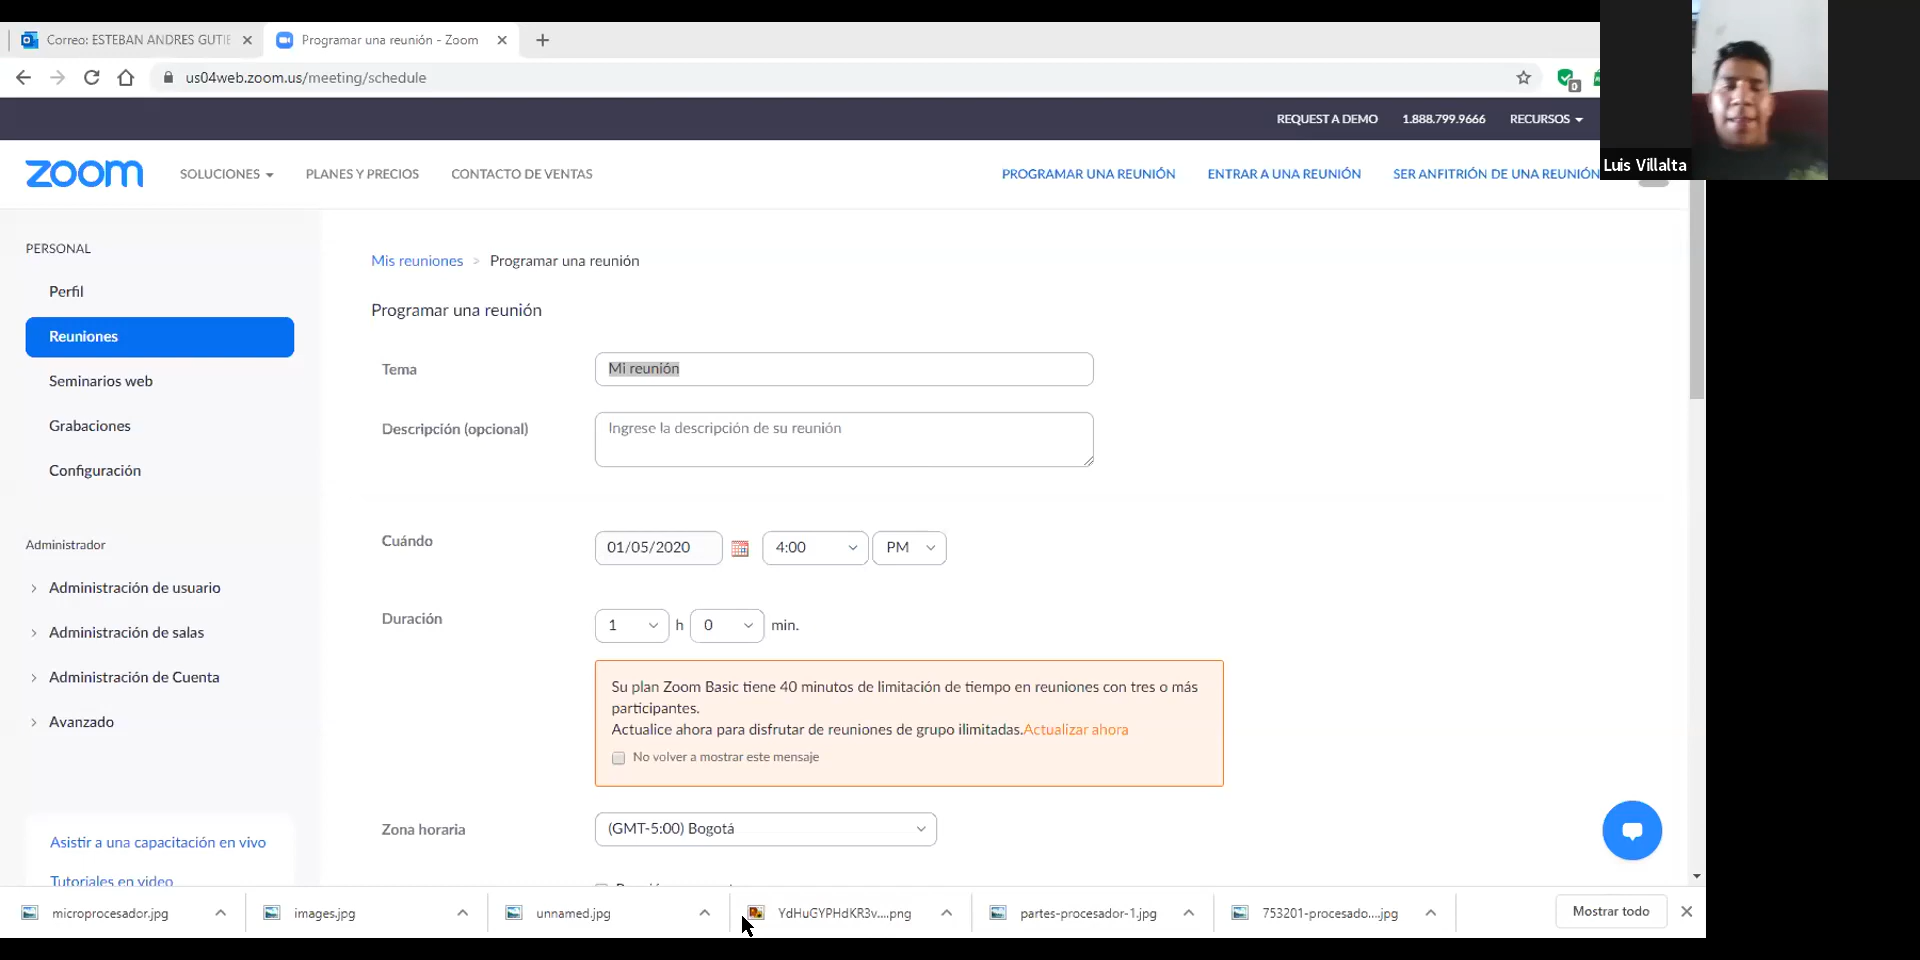 Correo: ESTEBAN ANDRES GUTIE
Programar una reunión - Zoom
us04web.zoom.us/meeting/schedule
REQUEST A DEMO 1.888.799.9666 RECURSOS
zoom SOLUCIONES PLANES Y PRECIOS CONTACTO DE VENTAS PROGRAMAR UNA REUNIÓN ENTRAR A UNA REUNIÓN SER ANFITRIÓN DE UNA REUNIÓN
Luis Villalta
PERSONAL
Perfil
Reuniones
Seminarios web
Grabaciones
Configuración
Administrador
Administración de usuario
Administración de salas
Administración de Cuenta
Avanzado
Asistir a una capacitación en vivo
Tutoriales en video
Mis reuniones > Programar una reunión
Programar una reunión
Tema Mi reunión
Descripción (opcional) Ingrese la descripción de su reunión
Cuándo 01/05/2020 4:00 PM
Duración 1 h 0 min.
Su plan Zoom Basic tiene 40 minutos de limitación de tiempo en reuniones con tres o más
participantes.
Actualice ahora para disfrutar de reuniones de grupo ilimitadas.Actualizar ahora
No volver a mostrar este mensaje
Zona horaria (GMT-5:00) Bogotá
microprocesador.jpg images.jpg unnamed.jpg YdHuGYPHdKR3v....png partes-procesador-1.jpg 753201-procesado....jpg Mostrar todo